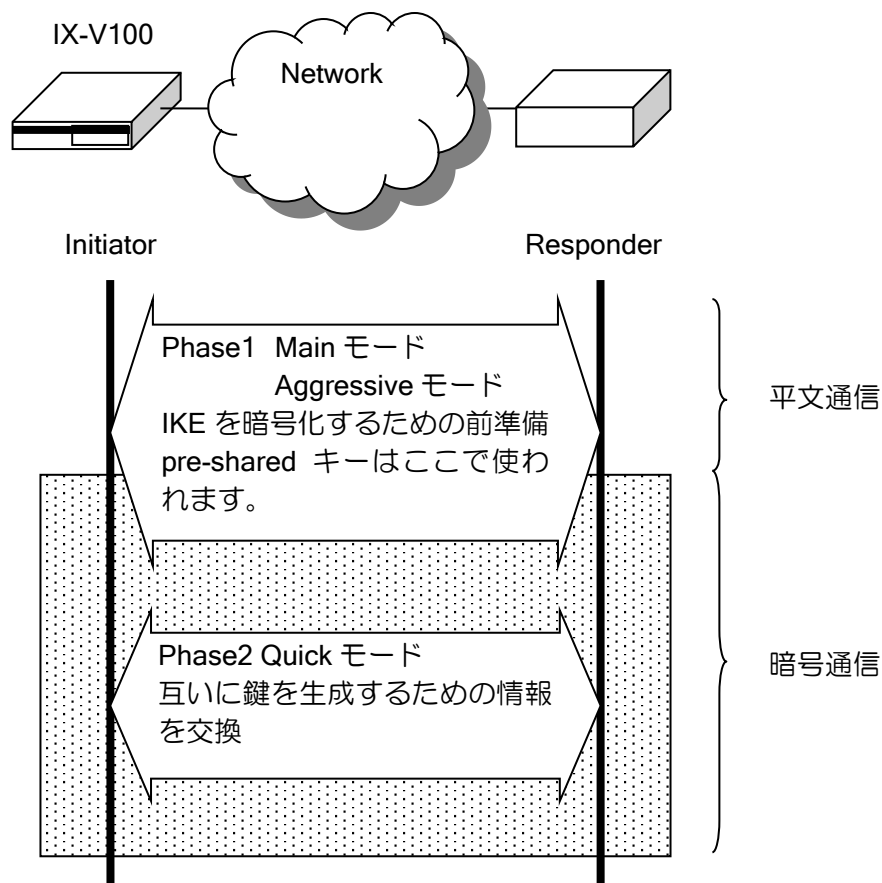 IX-V100
Network
Initiator
Responder
Phase1 Main モード
Aggressive モード
IKE を暗号化するための前準備
pre-shared キーはここで使わ
れます。
平文通信
Phase2 Quick モード
互いに鍵を生成するための情報
を交換
暗号通信